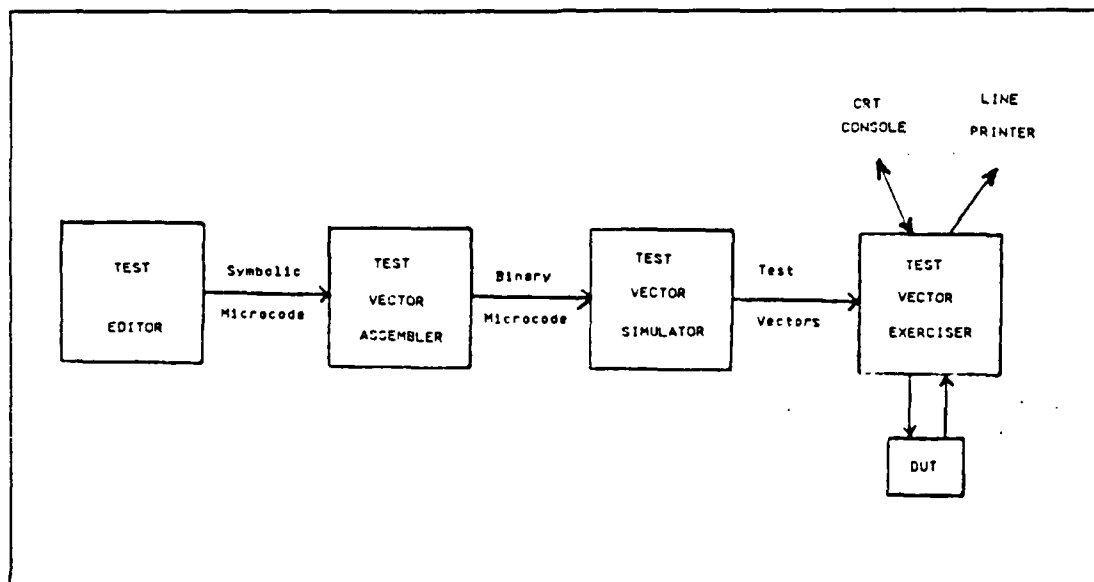 CRT
CONSOLE
LINE
PRINTER
TEST
EDITOR
Symbolic
Microcode
TEST
VECTOR
ASSEMBLER
Binary
Microcode
TEST
VECTOR
SIMULATOR
Test
Vectors
TEST
VECTOR
EXERCISER
DUT